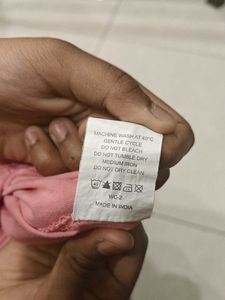 MACHINE WASH AT 40°C
GENTLE CYCLE
DO NOT BLEACH
DO NOT TUMBLE DRY
MEDIUM IRON
DO NOT DRY CLEAN
WC-2
MADE IN INDIA